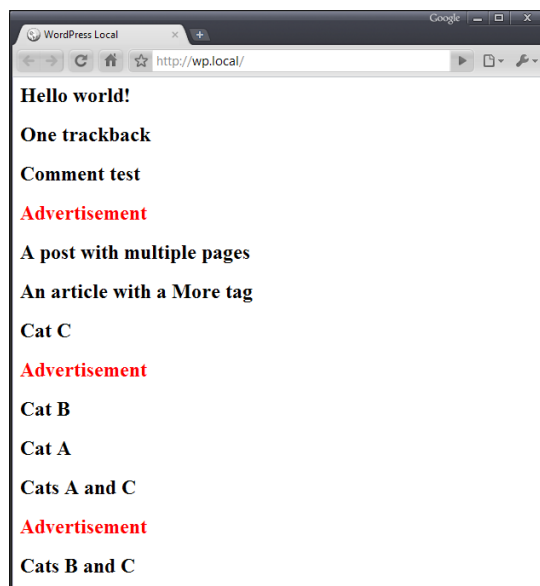 Google
WordPress Local
http://wp.local/
Hello world!
One trackback
Comment test
Advertisement
A post with multiple pages
An article with a More tag
Cat C
Advertisement
Cat B
Cat A
Cats A and C
Advertisement
Cats B and C